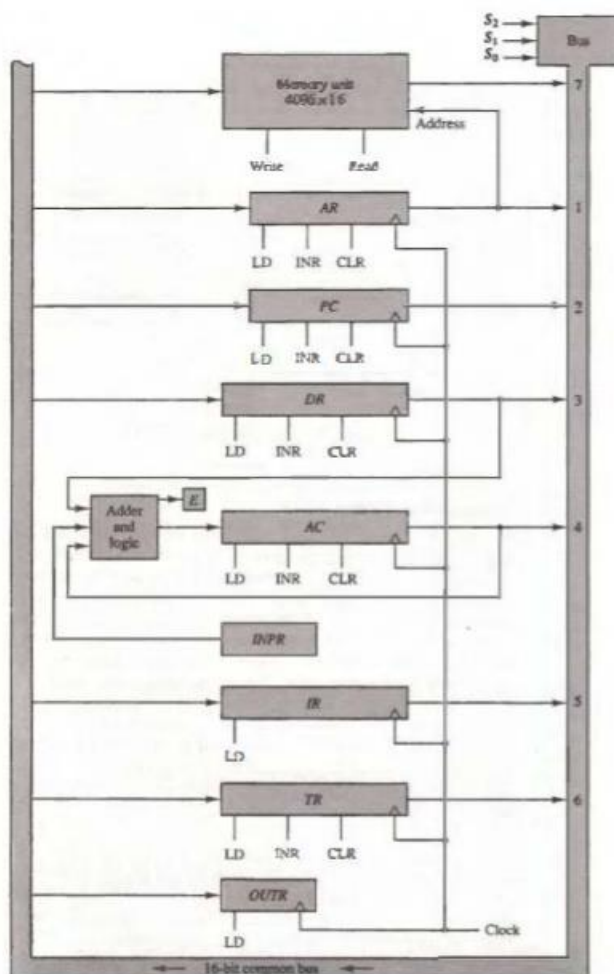 S2
S1
S0
Bus
Memory unit
4096×16
7
Address
Write Read
AR
1
LD INR CLR
PC
2
LD INR CLR
DR
3
LD INR CLR
E
Adder
and
logic
AC
4
LD INR CLR
INPR
IR
5
LD
TR
6
LD INR CLR
OUTR
Clock
LD
16-bit common bus